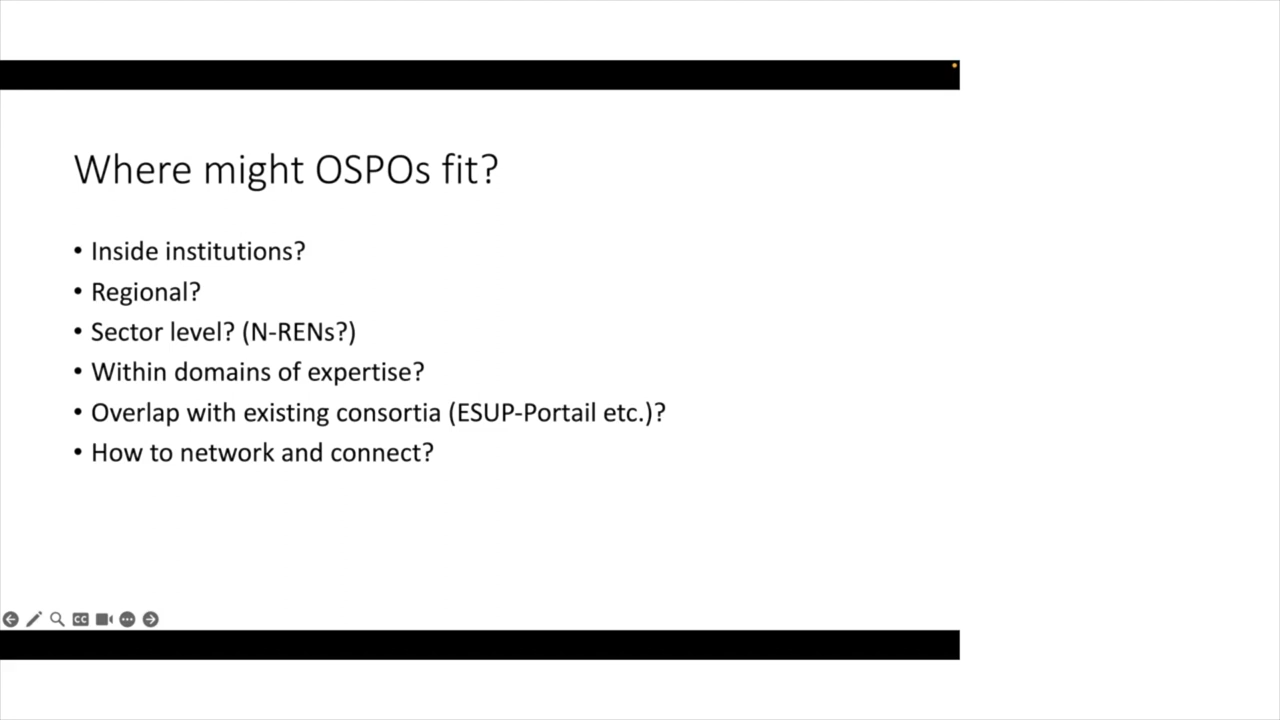 Where might OSPOs fit?
• Inside institutions?
• Regional?
• Sector level? (N-RENs?)
• Within domains of expertise?
• Overlap with existing consortia (ESUP-Portail etc.)?
• How to network and connect?
CC